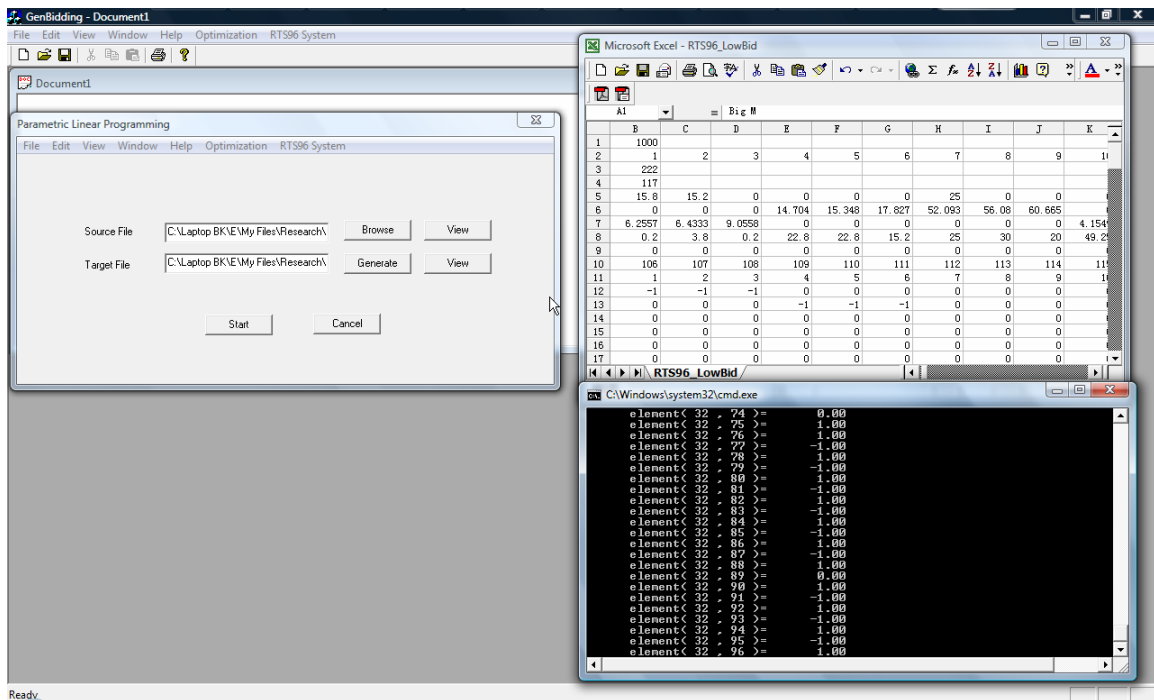 GenBidding - Document1
File Edit View Window Help Optimization RTS96 System
Document1
Parametric Linear Programming
File Edit View Window Help Optimization RTS96 System
Source File C:\Laptop BK\E\My Files\Research\ Browse View
Target File C:\Laptop BK\E\My Files\Research\ Generate View
Start Cancel
Ready
Microsoft Excel - RTS96_LowBid
A1 = Big M
B C D E F G H I J K
1 1000
2 1 2 3 4 5 6 7 8 9
3 222
4 117
5 15.8 15.2 0 0 0 0 25 0 0
6 0 0 0 14.704 15.348 17.827 52.093 56.08 60.665
7 6.2557 6.4333 9.0558 0 0 0 0 0 0 4.154
8 0.2 3.8 0.2 22.8 22.8 15.2 25 30 20 49.2
9 0 0 0 0 0 0 0 0 0
10 106 107 108 109 110 111 112 113 114 11
11 1 2 3 4 5 6 7 8 9
12 -1 -1 -1 0 0 0 0 0 0
13 0 0 0 -1 -1 -1 0 0 0
14 0 0 0 0 0 0 0 0 0
15 0 0 0 0 0 0 0 0 0
16 0 0 0 0 0 0 0 0 0
17 0 0 0 0 0 0 0 0 0
RTS96_LowBid
C:\Windows\system32\cmd.exe
element( 32 , 74 )= 0.00
element( 32 , 75 )= 1.00
element( 32 , 76 )= 1.00
element( 32 , 77 )= -1.00
element( 32 , 78 )= 1.00
element( 32 , 79 )= -1.00
element( 32 , 80 )= 1.00
element( 32 , 81 )= -1.00
element( 32 , 82 )= 1.00
element( 32 , 83 )= -1.00
element( 32 , 84 )= 1.00
element( 32 , 85 )= -1.00
element( 32 , 86 )= 1.00
element( 32 , 87 )= -1.00
element( 32 , 88 )= 1.00
element( 32 , 89 )= 0.00
element( 32 , 90 )= 1.00
element( 32 , 91 )= -1.00
element( 32 , 92 )= 1.00
element( 32 , 93 )= -1.00
element( 32 , 94 )= 1.00
element( 32 , 95 )= -1.00
element( 32 , 96 )= 1.00